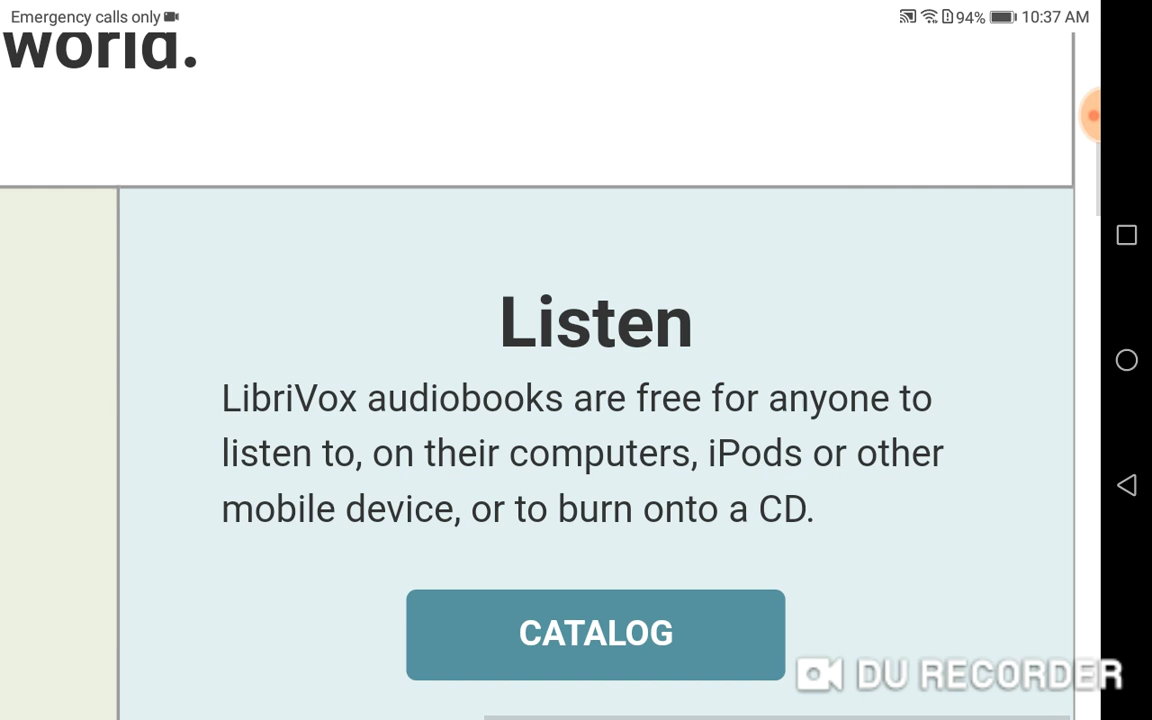 Emergency calls only
94% 10:37 AM
world.
Listen
LibriVox audiobooks are free for anyone to
listen to, on their computers, iPods or other
mobile device, or to burn onto a CD.
CATALOG
DU RECORDER